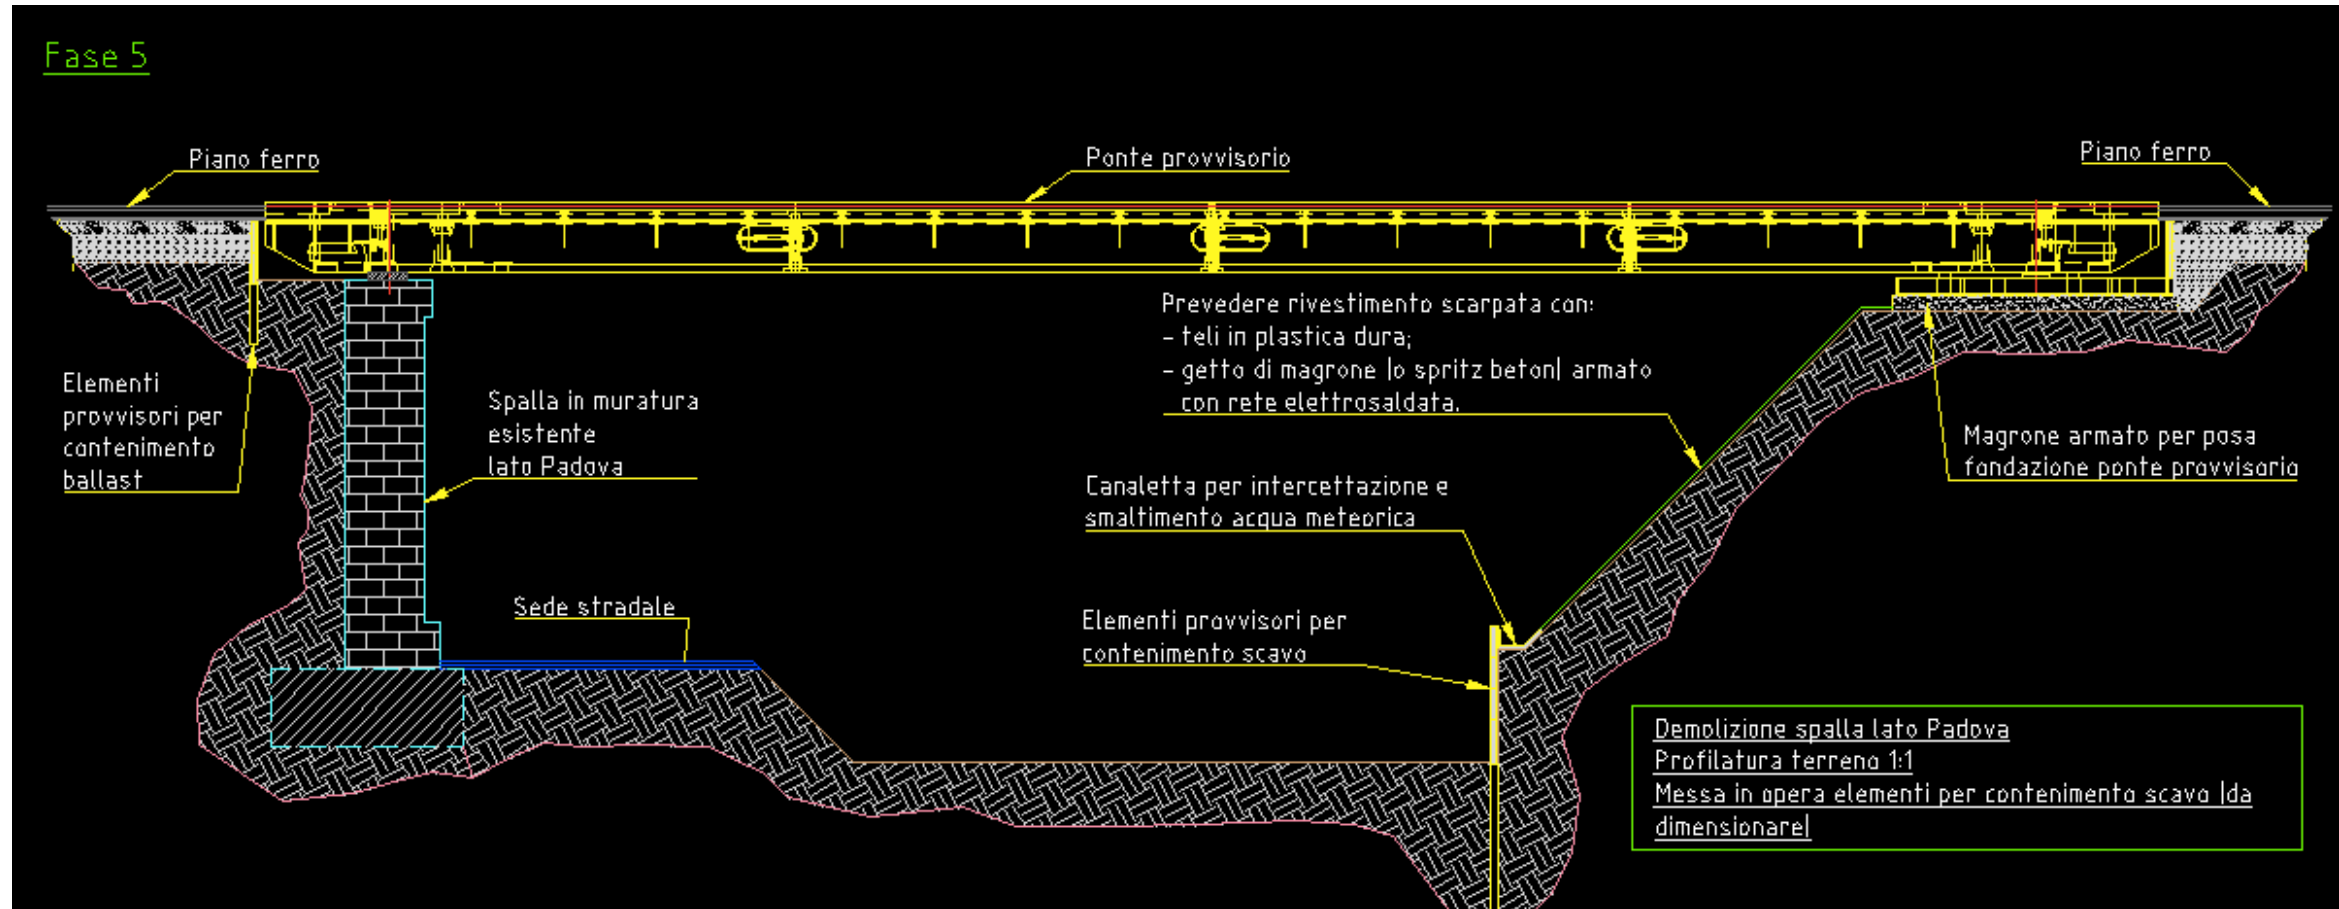 Fase 5
Piano ferro
Ponte provvisorio
Piano ferro
Prevedere rivestimento scarpata con:
- teli in plastica dura;
- getto di magrone |o spritz beton| armato
con rete elettrosaldata.
Elementi
provvisori per
contenimento
ballast
Spalla in muratura
esistente
lato Padova
Magrone armato per posa
fondazione ponte provvisorio
Canaletta per intercettazione e
smaltimento acqua meteorica
Sede stradale
Elementi provvisori per
contenimento scavo
Demolizione spalla lato Padova
Profilatura terreno 1:1
Messa in opera elementi per contenimento scavo |da
dimensionare|